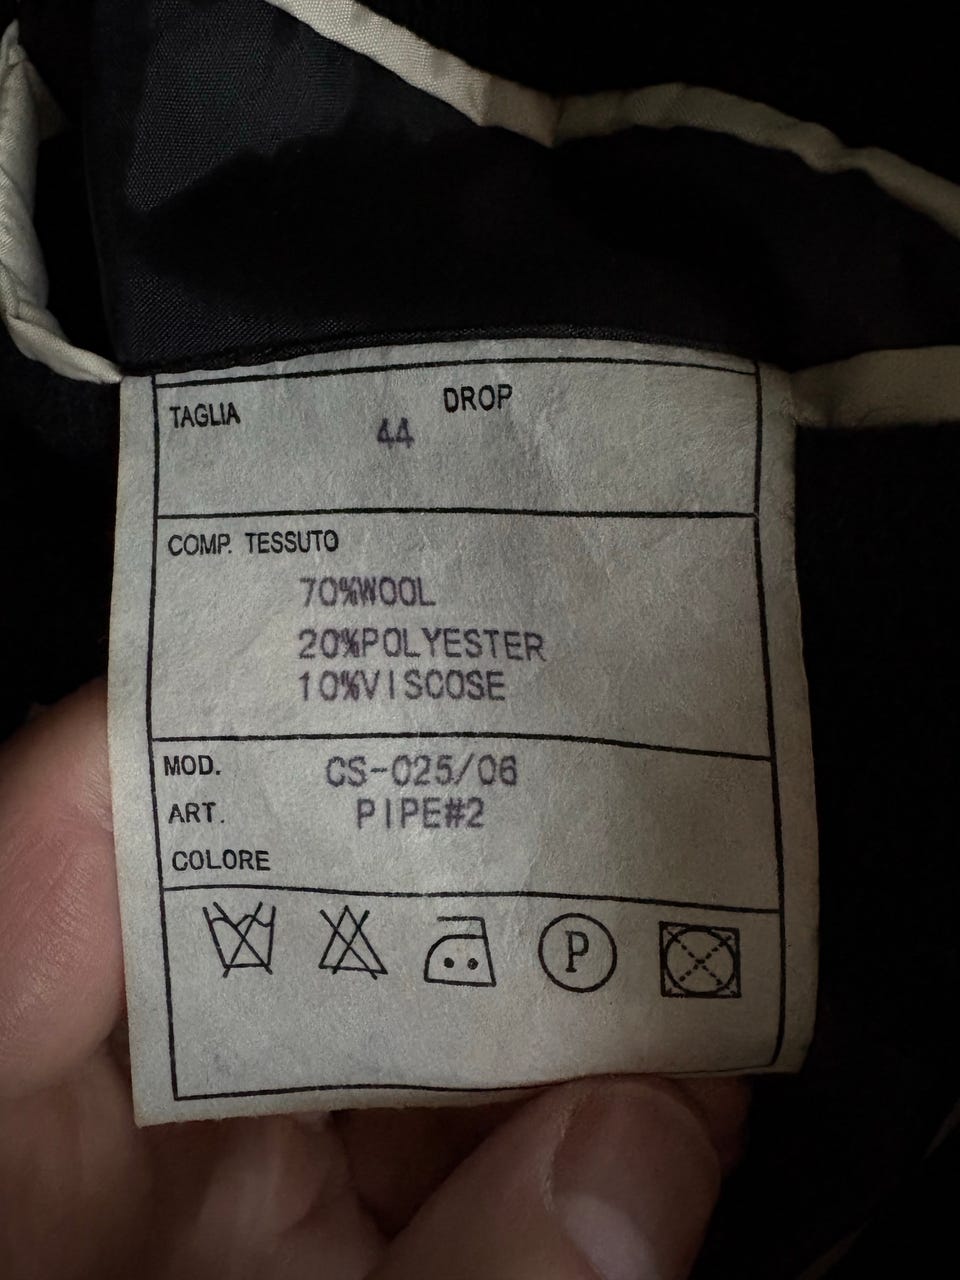 TAGLIA 44 DROP
COMP. TESSUTO
70%WOOL
20%POLYESTER
10%VISCOSE
MOD. CS-025/06
ART. PIPE#2
COLORE
P